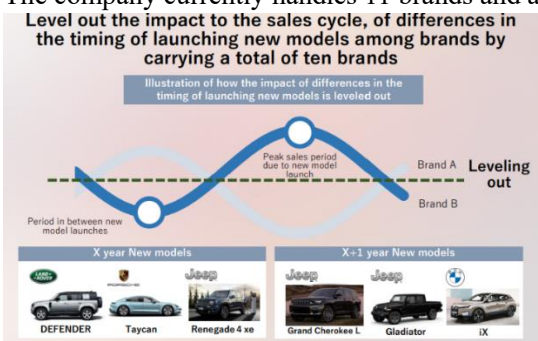 The company currently handles 11 brands and a
Level out the impact to the sales cycle, of differences in
the timing of launching new models among brands by
carrying a total of ten brands
Illustration of how the impact of differences in the
timing of launching new models is leveled out
Peak sales period
due to new model
launch
Brand A
Leveling
out
Brand B
Period in between new
model launches
X year New models
X+1 year New models
LAND-
ROVER
PORSCHE
Jeep
Jeep
Jeep
DEFENDER
Taycan
Renegade 4 xe
Grand Cherokee L
Gladiator
iX